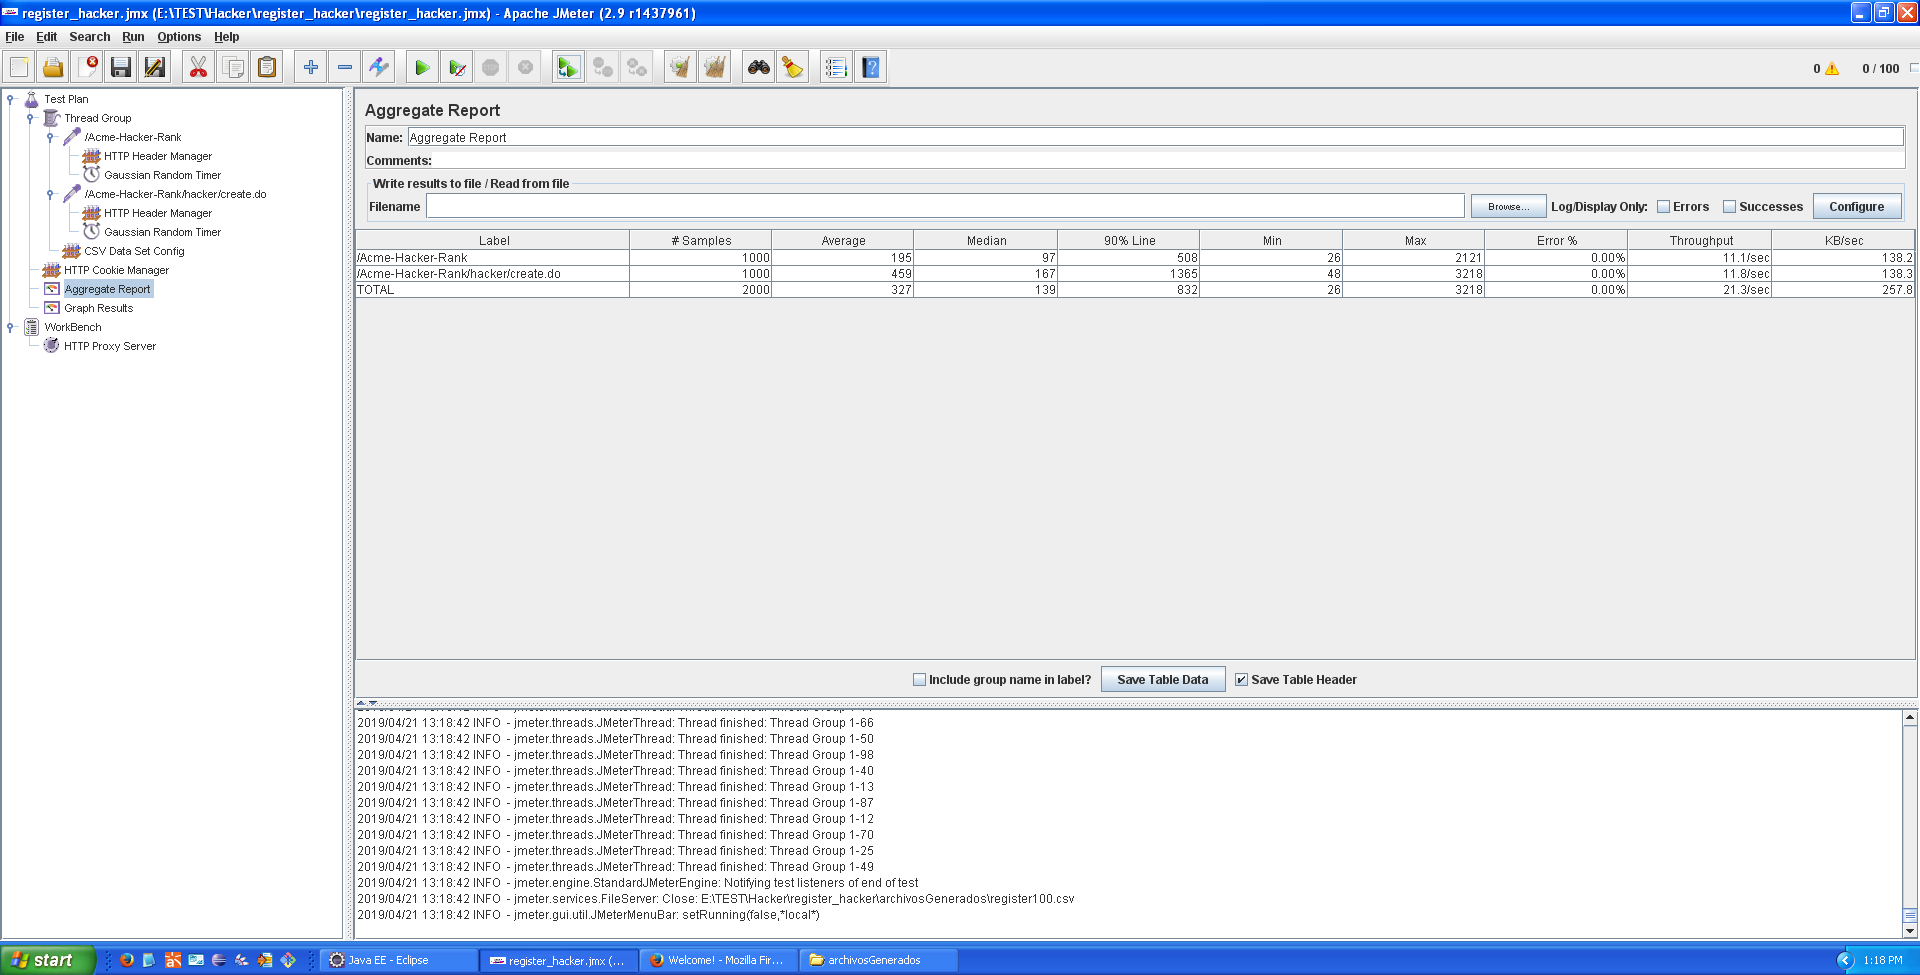 register_hacker.jmx (E:\TEST\Hacker\register_hacker\register_hacker.jmx) - Apache JMeter (2.9 r1437961)
File Edit Search Run Options Help
0 0 / 100
Test Plan
Thread Group
/Acme-Hacker-Rank
HTTP Header Manager
Gaussian Random Timer
/Acme-Hacker-Rank/hacker/create.do
HTTP Header Manager
Gaussian Random Timer
CSV Data Set Config
HTTP Cookie Manager
Aggregate Report
Graph Results
WorkBench
HTTP Proxy Server
Aggregate Report
Name: Aggregate Report
Comments:
Write results to file / Read from file
Filename Browse... Log/Display Only: Errors Successes Configure
Label # Samples Average Median 90% Line Min Max Error % Throughput KB/sec
/Acme-Hacker-Rank 1000 195 97 508 26 2121 0.00% 11.1/sec 138.2
/Acme-Hacker-Rank/hacker/create.do 1000 459 167 1365 48 3218 0.00% 11.8/sec 138.3
TOTAL 2000 327 139 832 26 3218 0.00% 21.3/sec 257.8
Include group name in label? Save Table Data Save Table Header
2019/04/21 13:18:42 INFO - jmeter.threads.JMeterThread: Thread finished: Thread Group 1-66
2019/04/21 13:18:42 INFO - jmeter.threads.JMeterThread: Thread finished: Thread Group 1-50
2019/04/21 13:18:42 INFO - jmeter.threads.JMeterThread: Thread finished: Thread Group 1-98
2019/04/21 13:18:42 INFO - jmeter.threads.JMeterThread: Thread finished: Thread Group 1-40
2019/04/21 13:18:42 INFO - jmeter.threads.JMeterThread: Thread finished: Thread Group 1-13
2019/04/21 13:18:42 INFO - jmeter.threads.JMeterThread: Thread finished: Thread Group 1-87
2019/04/21 13:18:42 INFO - jmeter.threads.JMeterThread: Thread finished: Thread Group 1-12
2019/04/21 13:18:42 INFO - jmeter.threads.JMeterThread: Thread finished: Thread Group 1-70
2019/04/21 13:18:42 INFO - jmeter.threads.JMeterThread: Thread finished: Thread Group 1-25
2019/04/21 13:18:42 INFO - jmeter.threads.JMeterThread: Thread finished: Thread Group 1-49
2019/04/21 13:18:42 INFO - jmeter.engine.StandardJMeterEngine: Notifying test listeners of end of test
2019/04/21 13:18:42 INFO - jmeter.services.FileServer: Close: E:\TEST\Hacker\register_hacker\archivosGenerados\register100.csv
2019/04/21 13:18:42 INFO - jmeter.gui.util.JMeterMenuBar: setRunning(false,*local*)
start Java EE - Eclipse register_hacker.jmx (... Welcome! - Mozilla Fir... archivosGenerados 1:18 PM